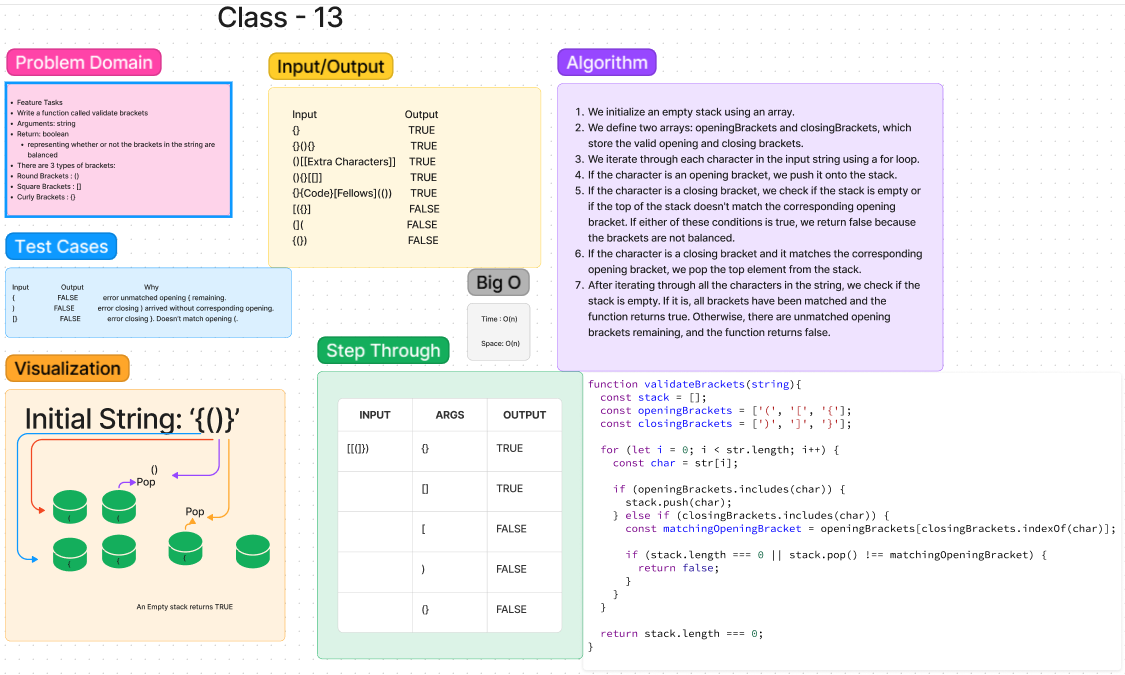 Class - 13
Problem Domain
Feature Tasks
Write a function called validate brackets
Arguments: string
Return: boolean
representing whether or not the brackets in the string are
balanced
There are 3 types of brackets:
Round Brackets : ()
Square Brackets : []
Curly Brackets : {}
Input/Output
Input Output
{} TRUE
{}(){} TRUE
()[[Extra Characters]] TRUE
(){}[[]] TRUE
{}{Code}[Fellows](()) TRUE
[({}] FALSE
(]( FALSE
{(}) FALSE
Algorithm
1. We initialize an empty stack using an array.
2. We define two arrays: openingBrackets and closingBrackets, which
store the valid opening and closing brackets.
3. We iterate through each character in the input string using a for loop.
4. If the character is an opening bracket, we push it onto the stack.
5. If the character is a closing bracket, we check if the stack is empty or
if the top of the stack doesn't match the corresponding opening
bracket. If either of these conditions is true, we return false because
the brackets are not balanced.
6. If the character is a closing bracket and it matches the corresponding
opening bracket, we pop the top element from the stack.
7. After iterating through all the characters in the string, we check if the
stack is empty. If it is, all brackets have been matched and the
function returns true. Otherwise, there are unmatched opening
brackets remaining, and the function returns false.
Test Cases
Input Output Why
{ FALSE error unmatched opening { remaining.
) FALSE error closing ) arrived without corresponding opening.
[} FALSE error closing }. Doesn't match opening (.
Big O
Time : O(n)
Space: O(n)
Visualization
Initial String: ‘{()}’
()
Pop
Pop
{
(
{
{
{
An Empty stack returns TRUE
Step Through
INPUT ARGS OUTPUT
[[(]}) {} TRUE
[] TRUE
[ FALSE
) FALSE
(} FALSE
function validateBrackets(string){
const stack = [];
const openingBrackets = ['(', '[', '{'];
const closingBrackets = [')', ']', '}'];
for (let i = 0; i < str.length; i++) {
const char = str[i];
if (openingBrackets.includes(char)) {
stack.push(char);
} else if (closingBrackets.includes(char)) {
const matchingOpeningBracket = openingBrackets[closingBrackets.indexOf(char)];
if (stack.length === 0 || stack.pop() !== matchingOpeningBracket) {
return false;
}
}
}
return stack.length === 0;
}